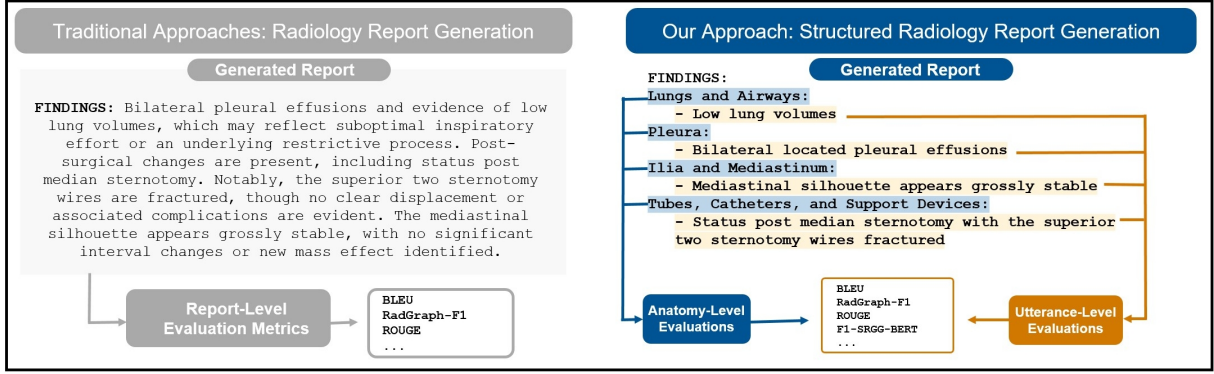 Traditional Approaches: Radiology Report Generation
Generated Report
FINDINGS: Bilateral pleural effusions and evidence of low
lung volumes, which may reflect suboptimal inspiratory
effort or an underlying restrictive process. Post-
surgical changes are present, including status post
median sternotomy. Notably, the superior two sternotomy
wires are fractured, though no clear displacement or
associated complications are evident. The mediastinal
silhouette appears grossly stable, with no significant
interval changes or new mass effect identified.
Report-Level
Evaluation Metrics
BLEU
RadGraph-F1
ROUGE
...
Our Approach: Structured Radiology Report Generation
Generated Report
FINDINGS:
Lungs and Airways:
- Low lung volumes
Pleura:
- Bilateral located pleural effusions
Ilia and Mediastinum:
- Mediastinal silhouette appears grossly stable
Tubes, Catheters, and Support Devices:
- Status post median sternotomy with the superior
two sternotomy wires fractured
Anatomy-Level
Evaluations
BLEU
RadGraph-F1
ROUGE
F1-SRGG-BERT
...
Utterance-Level
Evaluations